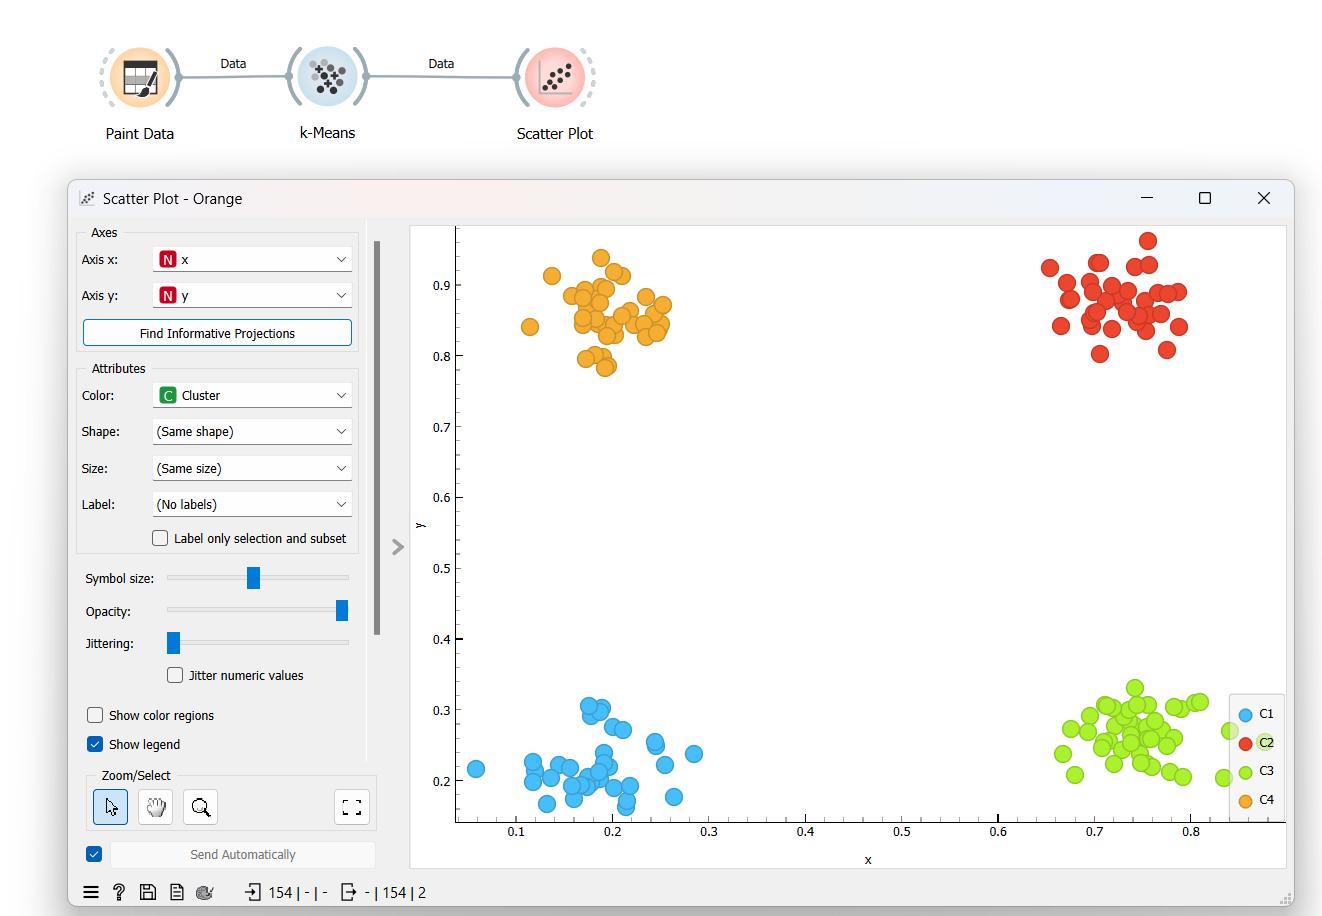 Data
Data
Paint Data
k-Means
Scatter Plot
Scatter Plot - Orange
Axes
Axis x:
N x
Axis y:
N y
Find Informative Projections
Attributes
Color:
C Cluster
Shape:
(Same shape)
Size:
(Same size)
Label:
(No labels)
Label only selection and subset
Symbol size:
Opacity:
Jittering:
Jitter numeric values
Show color regions
Show legend
Zoom/Select
Send Automatically
154 | - | -
- | 154 | 2
y
0.9
0.8
0.7
0.6
0.5
0.4
0.3
0.2
0.1
0.2
0.3
0.4
0.5
0.6
0.7
0.8
x
C1
C2
C3
C4